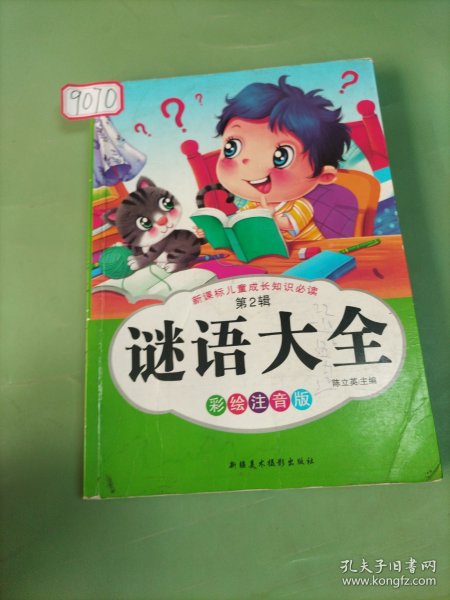 9070
新课标儿童成长知识必读
第2辑
谜语大全
陈立英主编
彩绘注音版
新疆美术摄影出版社
孔夫子旧书网
www.kongfz.com